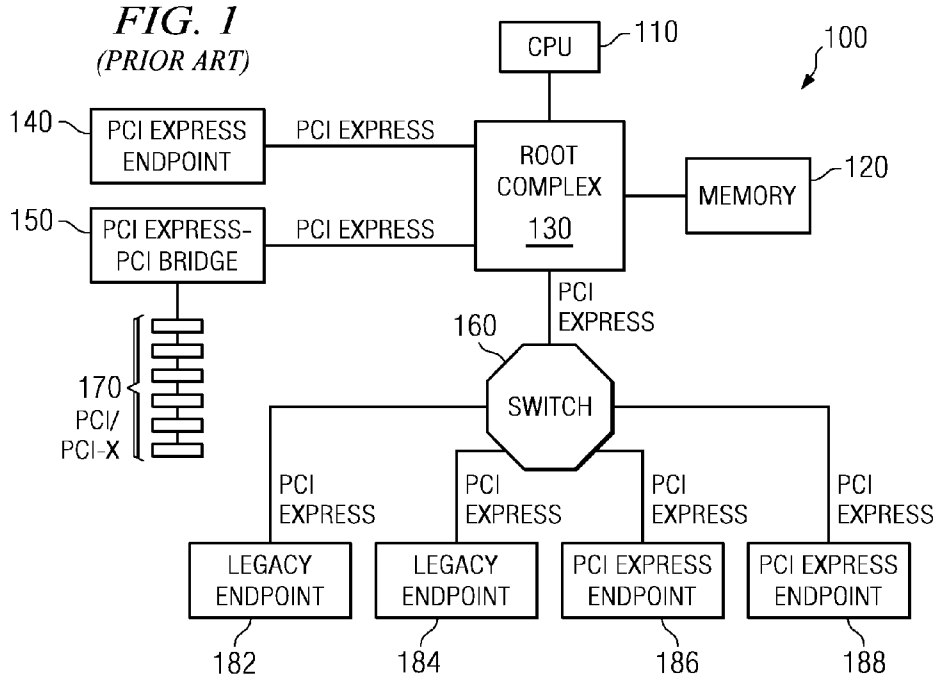 FIG. 1
(PRIOR ART)
CPU
110
100
140
PCI EXPRESS
ENDPOINT
PCI EXPRESS
ROOT
COMPLEX
130
MEMORY
120
150
PCI EXPRESS-
PCI BRIDGE
PCI EXPRESS
PCI
EXPRESS
160
SWITCH
170
PCI/
PCI-X
PCI
EXPRESS
PCI
EXPRESS
PCI
EXPRESS
PCI
EXPRESS
LEGACY
ENDPOINT
LEGACY
ENDPOINT
PCI EXPRESS
ENDPOINT
PCI EXPRESS
ENDPOINT
182
184
186
188